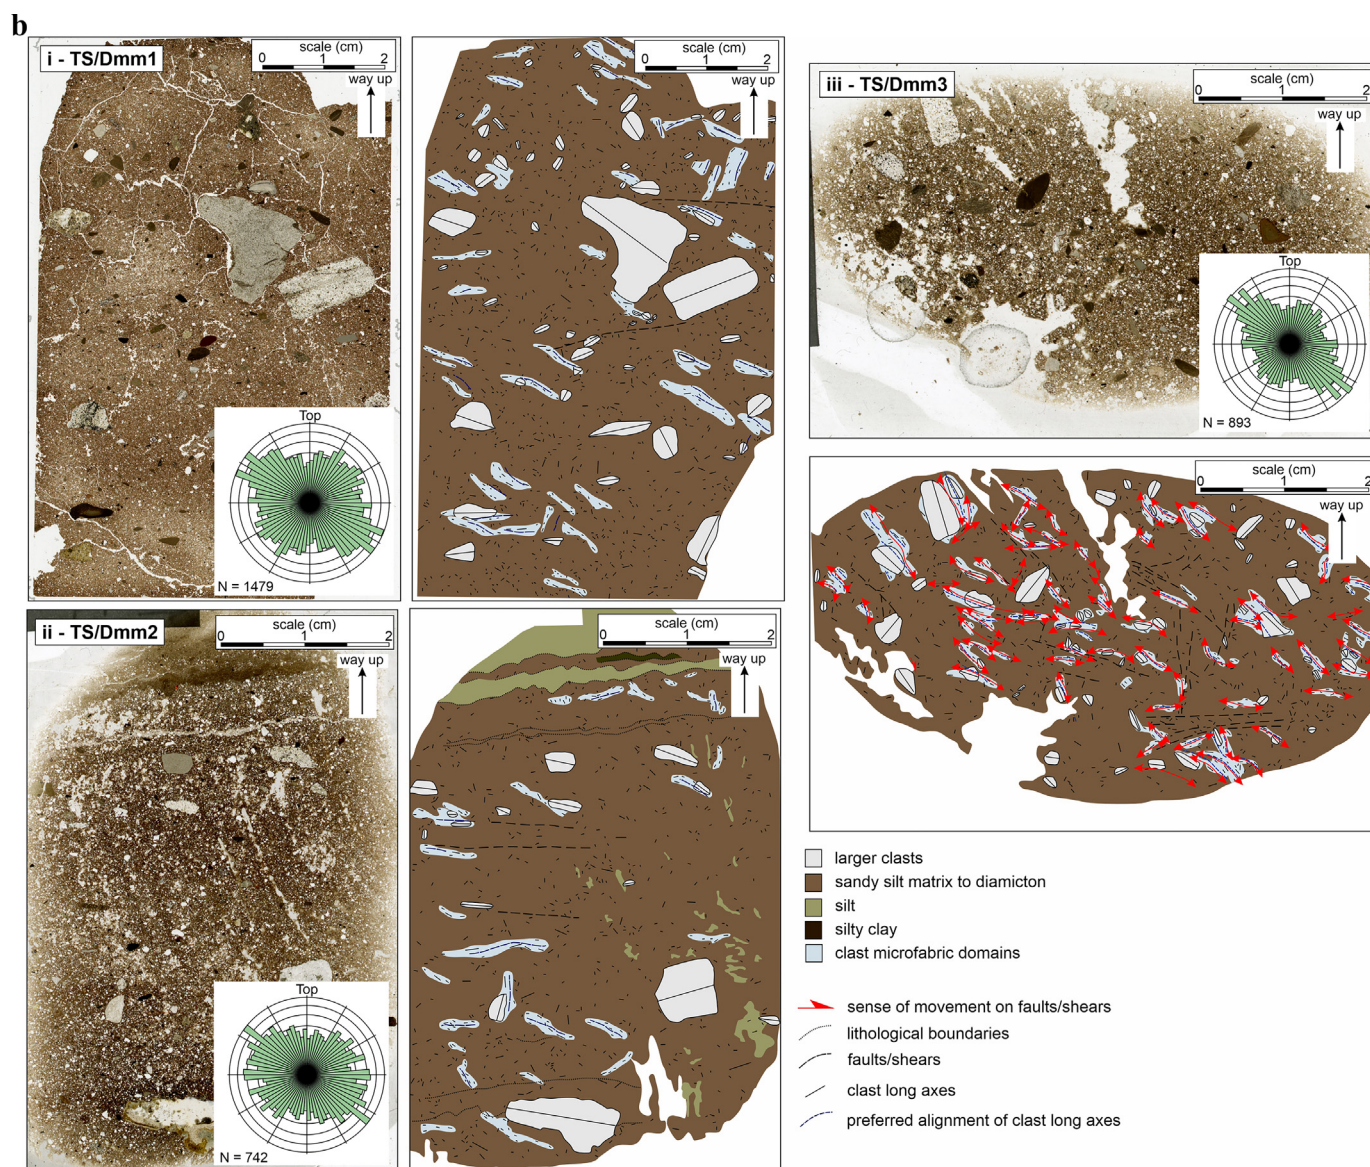 b
i - TS/Dmm1
scale (cm)
0 1 2
way up
Top
N = 1479
scale (cm)
0 1 2
way up
iii - TS/Dmm3
scale (cm)
0 1 2
way up
Top
N = 893
scale (cm)
0 1 2
way up
ii - TS/Dmm2
scale (cm)
0 1 2
way up
Top
N = 742
scale (cm)
0 1 2
way up
larger clasts
sandy silt matrix to diamicton
silt
silty clay
clast microfabric domains
sense of movement on faults/shears
lithological boundaries
faults/shears
clast long axes
preferred alignment of clast long axes